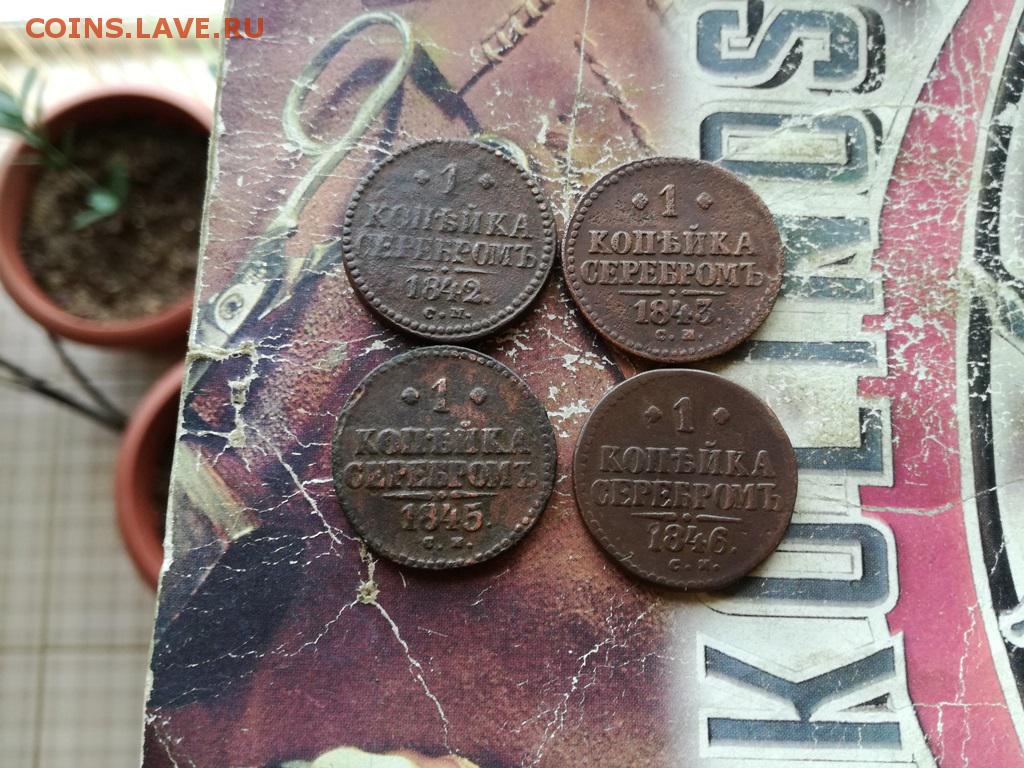 COINS.LAVE.RU
1
КОПѢЙКА
СЕРЕБРОМЪ
1842.
С.М.
1
КОПѢЙКА
СЕРЕБРОМЪ
1843.
С.М.
1
КОПѢЙКА
СЕРЕБРОМЪ
1845.
С.М.
1
КОПѢЙКА
СЕРЕБРОМЪ
1846.
С.М.